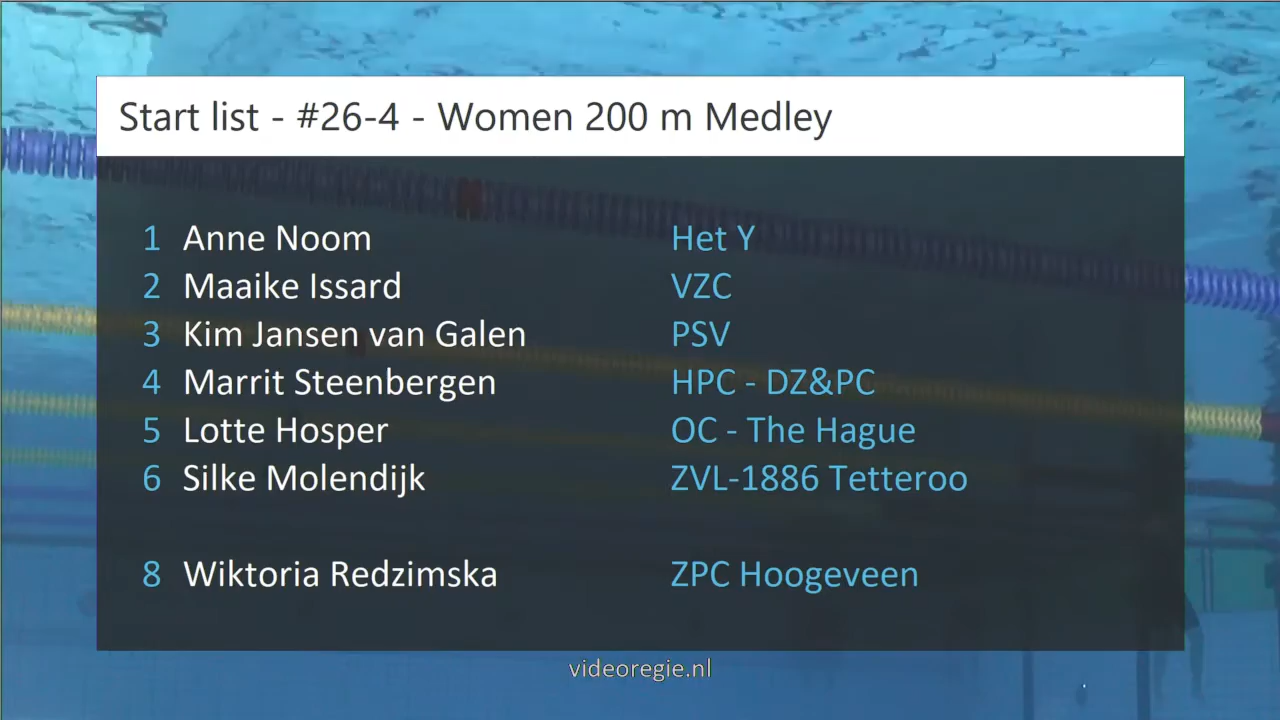 Start list - #26-4 - Women 200 m Medley
1 Anne Noom Het Y
2 Maaike Issard VZC
3 Kim Jansen van Galen PSV
4 Marrit Steenbergen HPC - DZ&PC
5 Lotte Hosper OC - The Hague
6 Silke Molendijk ZVL-1886 Tetteroo
8 Wiktoria Redzimska ZPC Hoogeveen
videoregie.nl